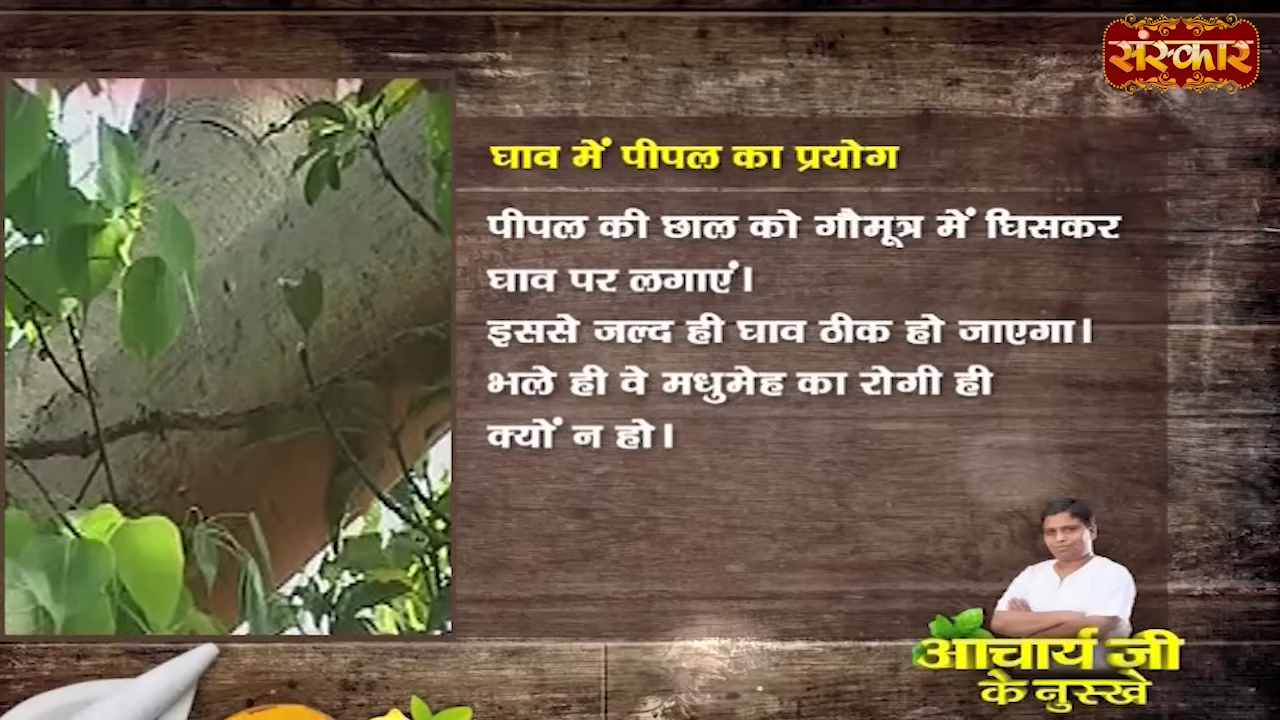 संस्कार
घाव में पीपल का प्रयोग
पीपल की छाल को गौमूत्र में घिसकर
घाव पर लगाएं।
इससे जल्द ही घाव ठीक हो जाएगा।
भले ही वे मधुमेह का रोगी ही
क्यों न हो।
आचार्य जी
के नुस्खे